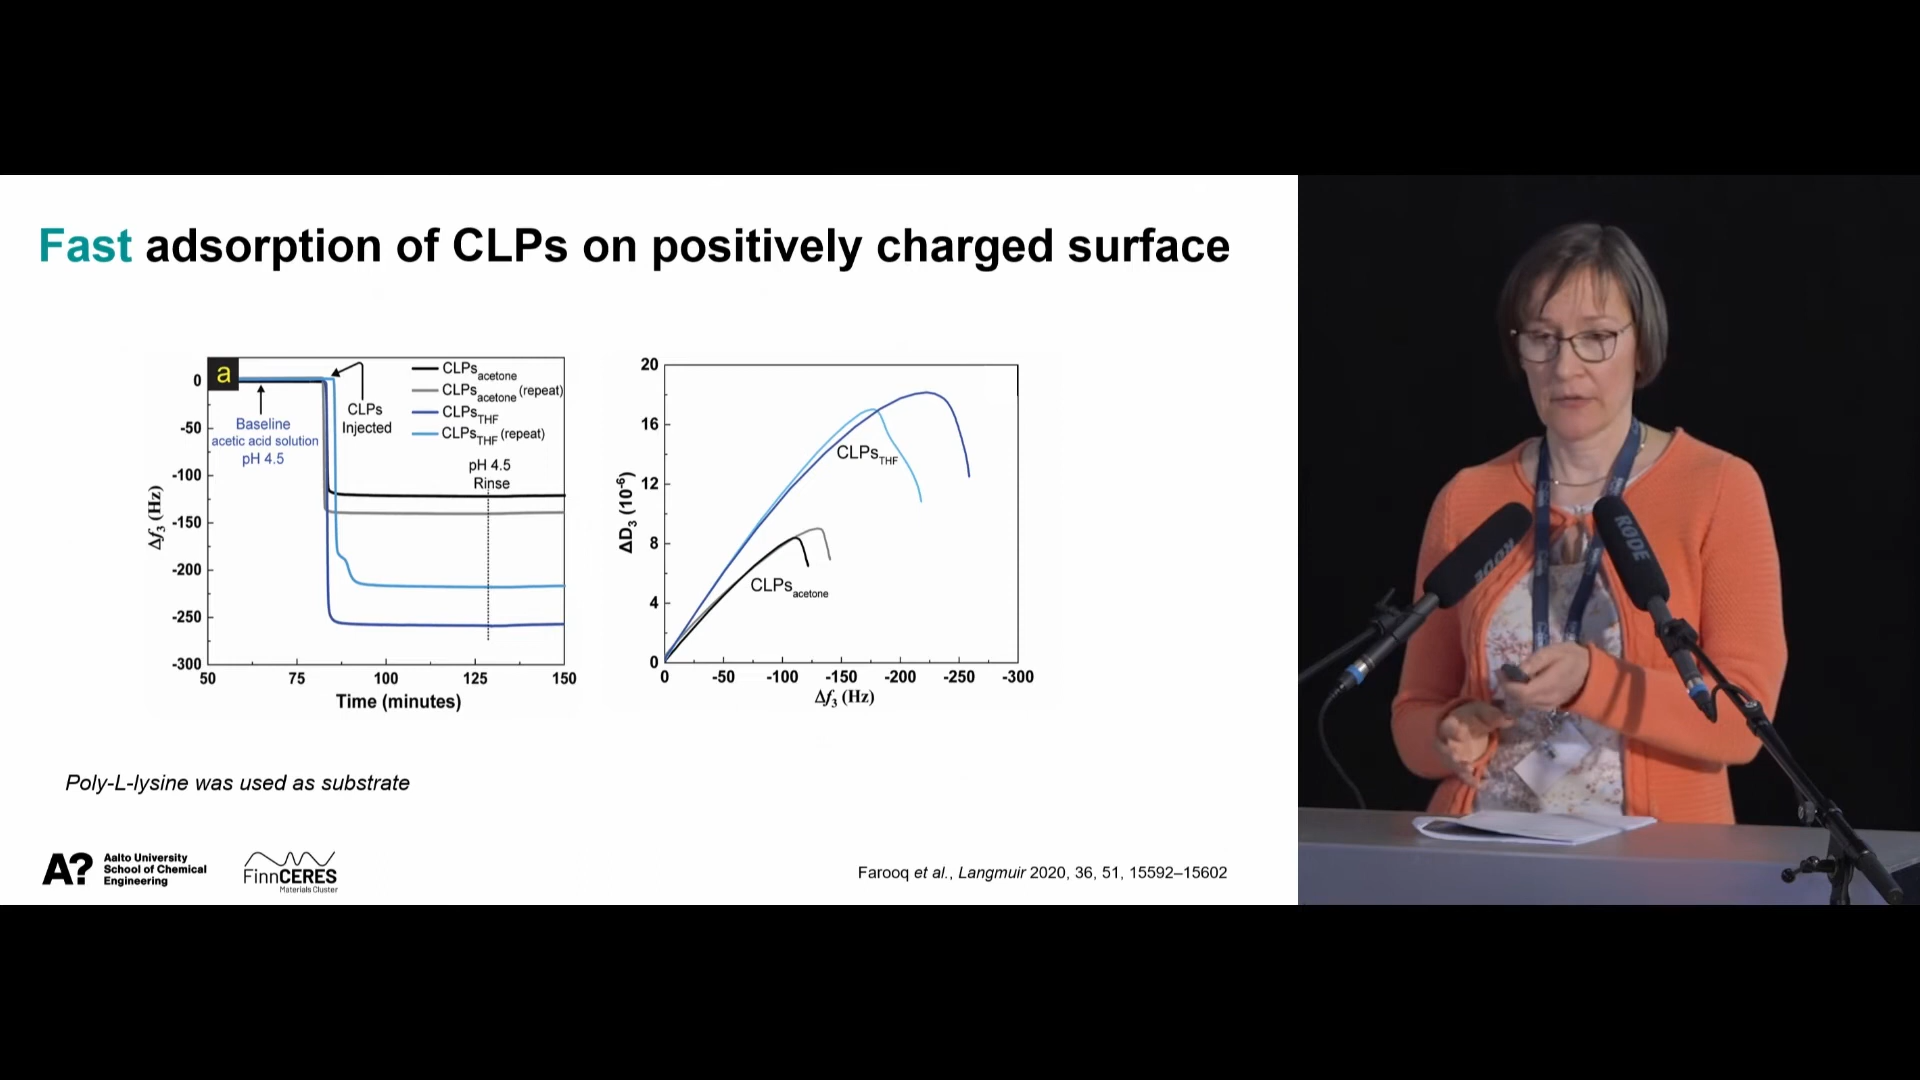 Fast adsorption of CLPs on positively charged surface
a
0
-50
-100
-150
-200
-250
-300
Δf3 (Hz)
50
75
100
125
150
Time (minutes)
Baseline
acetic acid solution
pH 4.5
CLPs
Injected
CLPsacetone
CLPsacetone (repeat)
CLPsTHF
CLPsTHF (repeat)
pH 4.5
Rinse
20
16
12
8
4
0
ΔD3 (10-6)
0
-50
-100
-150
-200
-250
-300
Δf3 (Hz)
CLPsTHF
CLPsacetone
Poly-L-lysine was used as substrate
A?
Aalto University
School of Chemical
Engineering
FinnCERES
Materials Cluster
Farooq et al., Langmuir 2020, 36, 51, 15592–15602
RØDE
RØDE